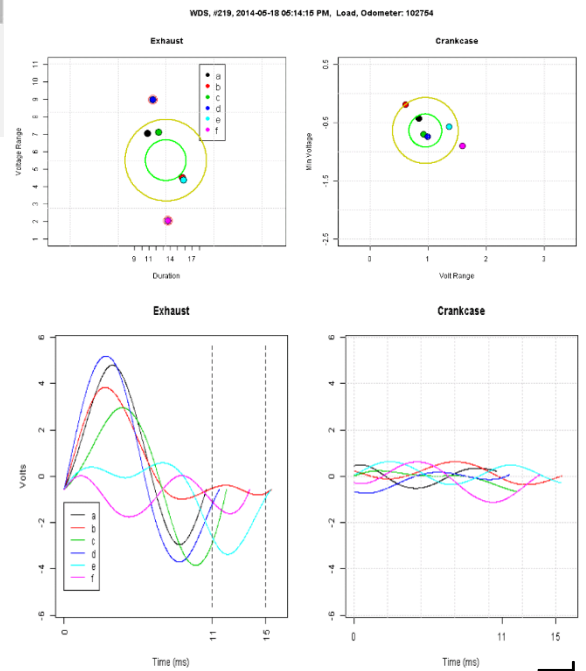 WDS, #219, 2014-05-18 05:14:15 PM, Load, Odometer: 102754
Exhaust
Voltage Range
11
10
9
8
7
6
5
4
3
2
1
a
b
c
d
e
f
9 11 14 17
Duration
Crankcase
Min Voltage
0.5
-0.5
-1.5
-2.5
0 1 2 3
Volt Range
Exhaust
Volts
6
4
2
0
-2
-4
-6
a
b
c
d
e
f
0 11 15
Time (ms)
Crankcase
6
4
2
0
-2
-4
-6
0 11 15
Time (ms)